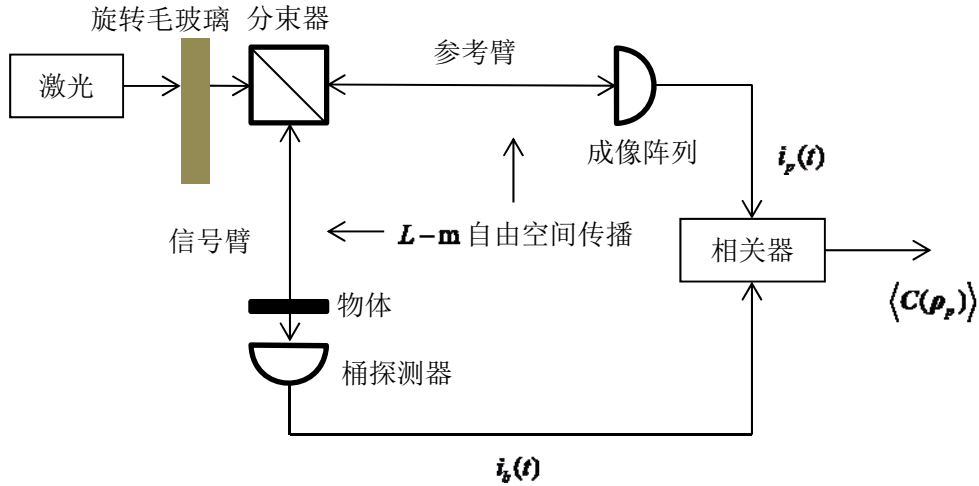 旋转毛玻璃
分束器
激光
参考臂
成像阵列
i_p(t)
信号臂
L-m 自由空间传播
相关器
⟨C(ρ_p)⟩
物体
桶探测器
i_b(t)